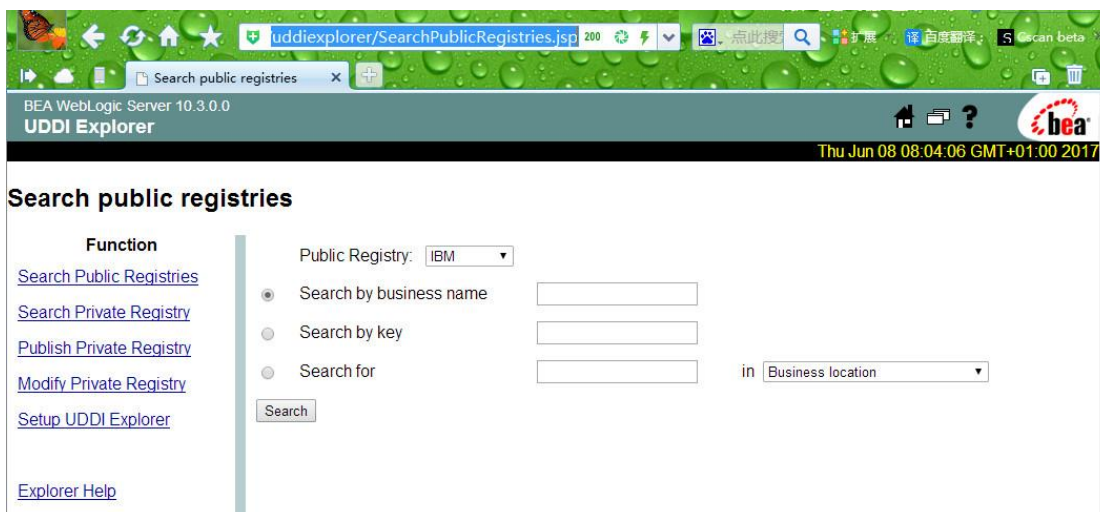 uddiexplorer/SearchPublicRegistries.jsp 200 点此搜 扩展 译 百度翻译 S Gscan beta
Search public registries
BEA WebLogic Server 10.3.0.0
UDDI Explorer
bea
Thu Jun 08 08:04:06 GMT+01:00 2017
Search public registries
Function
Search Public Registries
Search Private Registry
Publish Private Registry
Modify Private Registry
Setup UDDI Explorer
Explorer Help
Public Registry: IBM
Search by business name
Search by key
Search for in Business location
Search